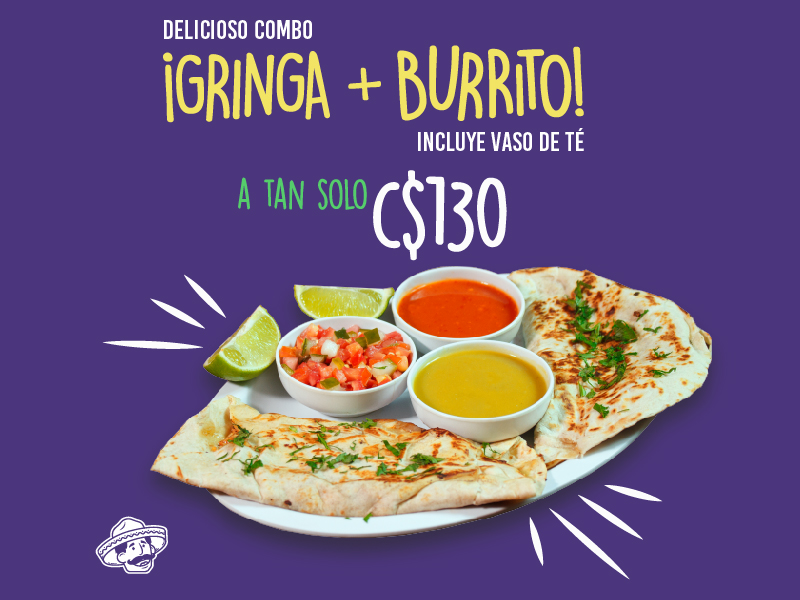 DELICIOSO COMBO
¡GRINGA + BURRITO!
INCLUYE VASO DE TÉ
A TAN SOLO C$130